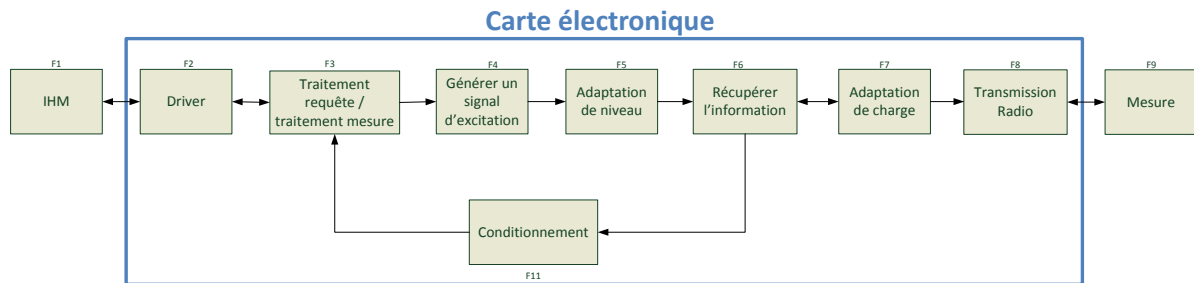 Carte électronique
F1
IHM
F2
Driver
F3
Traitement
requête /
traitement mesure
F4
Générer un
signal
d'excitation
F5
Adaptation
de niveau
F6
Récupérer
l'information
F7
Adaptation
de charge
F8
Transmission
Radio
F9
Mesure
Conditionnement
F11